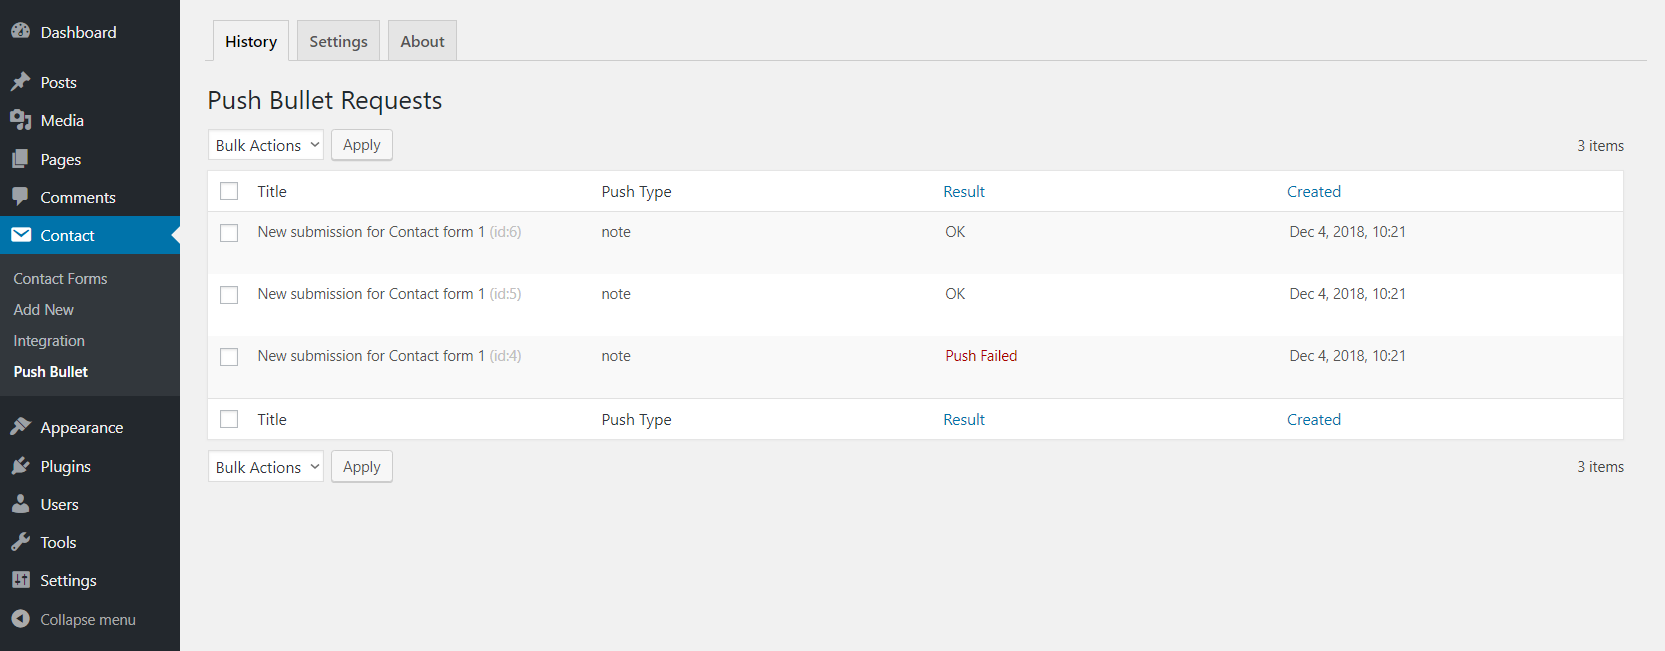 Dashboard
Posts
Media
Pages
Comments
Contact
Contact Forms
Add New
Integration
Push Bullet
Appearance
Plugins
Users
Tools
Settings
Collapse menu
History Settings About
Push Bullet Requests
Bulk Actions Apply 3 items
Title Push Type Result Created
New submission for Contact form 1 (id:6) note OK Dec 4, 2018, 10:21
New submission for Contact form 1 (id:5) note OK Dec 4, 2018, 10:21
New submission for Contact form 1 (id:4) note Push Failed Dec 4, 2018, 10:21
Title Push Type Result Created
Bulk Actions Apply 3 items